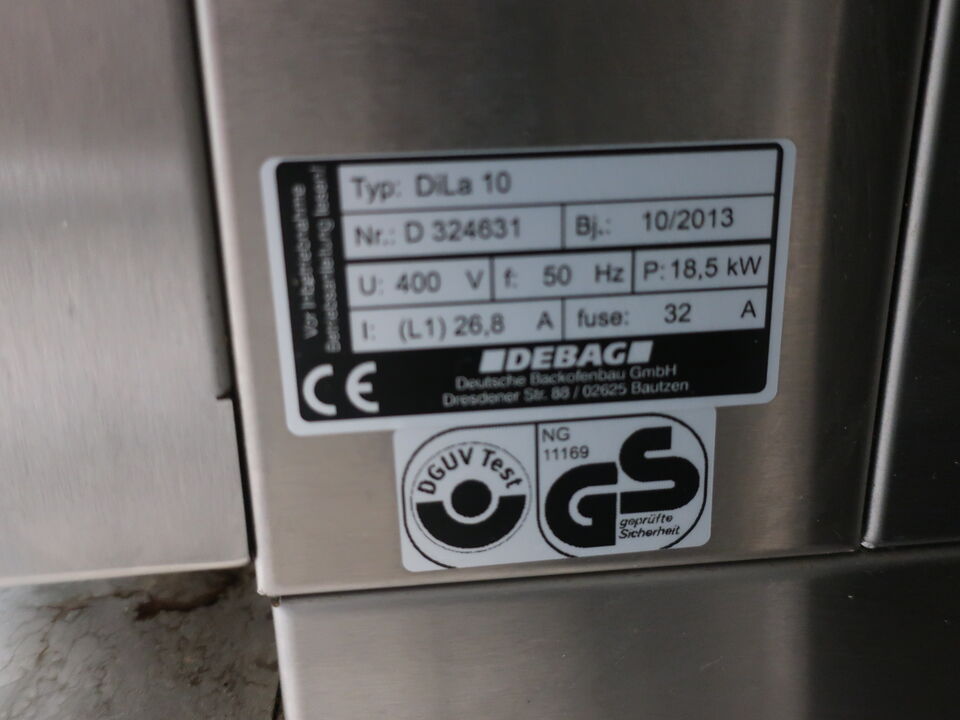 Vor Inbetriebnahme
Betriebsanleitung lesen!
Typ: DiLa 10
Nr.: D 324631 Bj.: 10/2013
U: 400 V f: 50 Hz P: 18,5 kW
I: (L1) 26,8 A fuse: 32 A
DEBAG
Deutsche Backofenbau GmbH
Dresdener Str. 88 / 02625 Bautzen
CE
DGUV Test
NG
11169
GS
geprüfte
Sicherheit